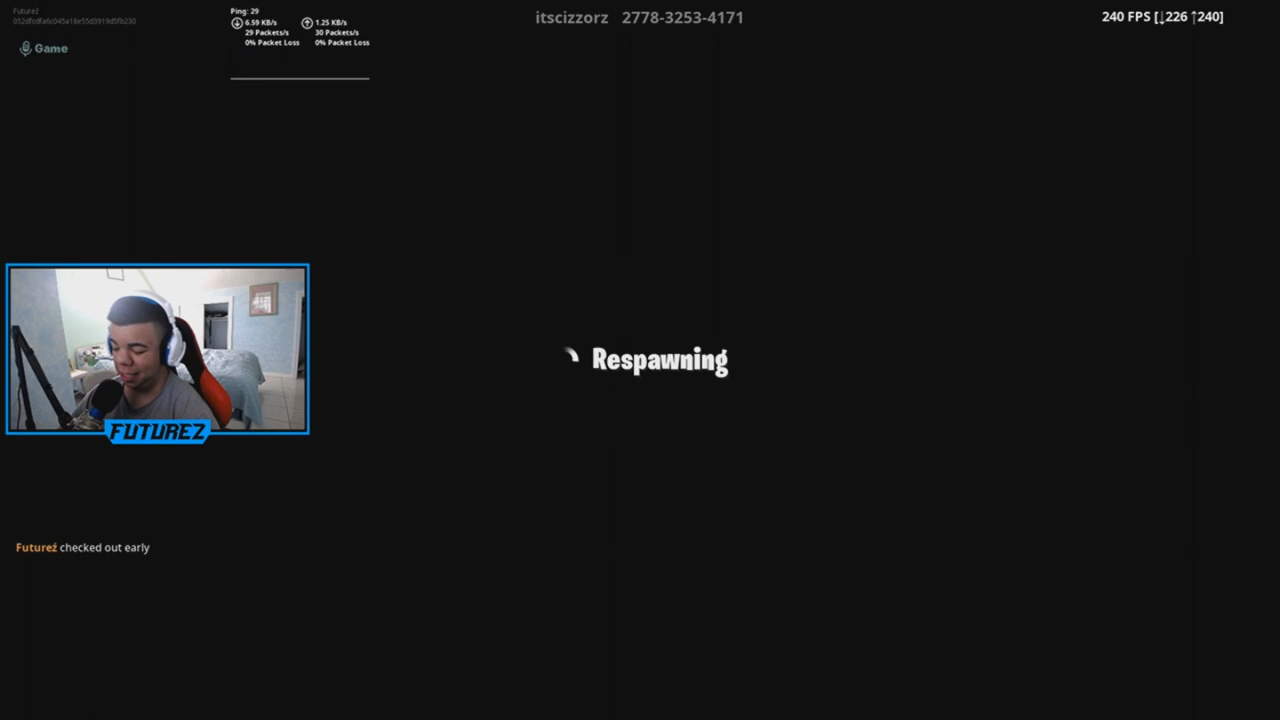 Futureź
Ping: 29
6.59 KB/s
1.25 KB/s
29 Packets/s
30 Packets/s
0% Packet Loss
0% Packet Loss
itscizzorz 2778-3253-4171
240 FPS [↓226 ↑240]
Game
Respawning
FUTUREZ
Futureź checked out early